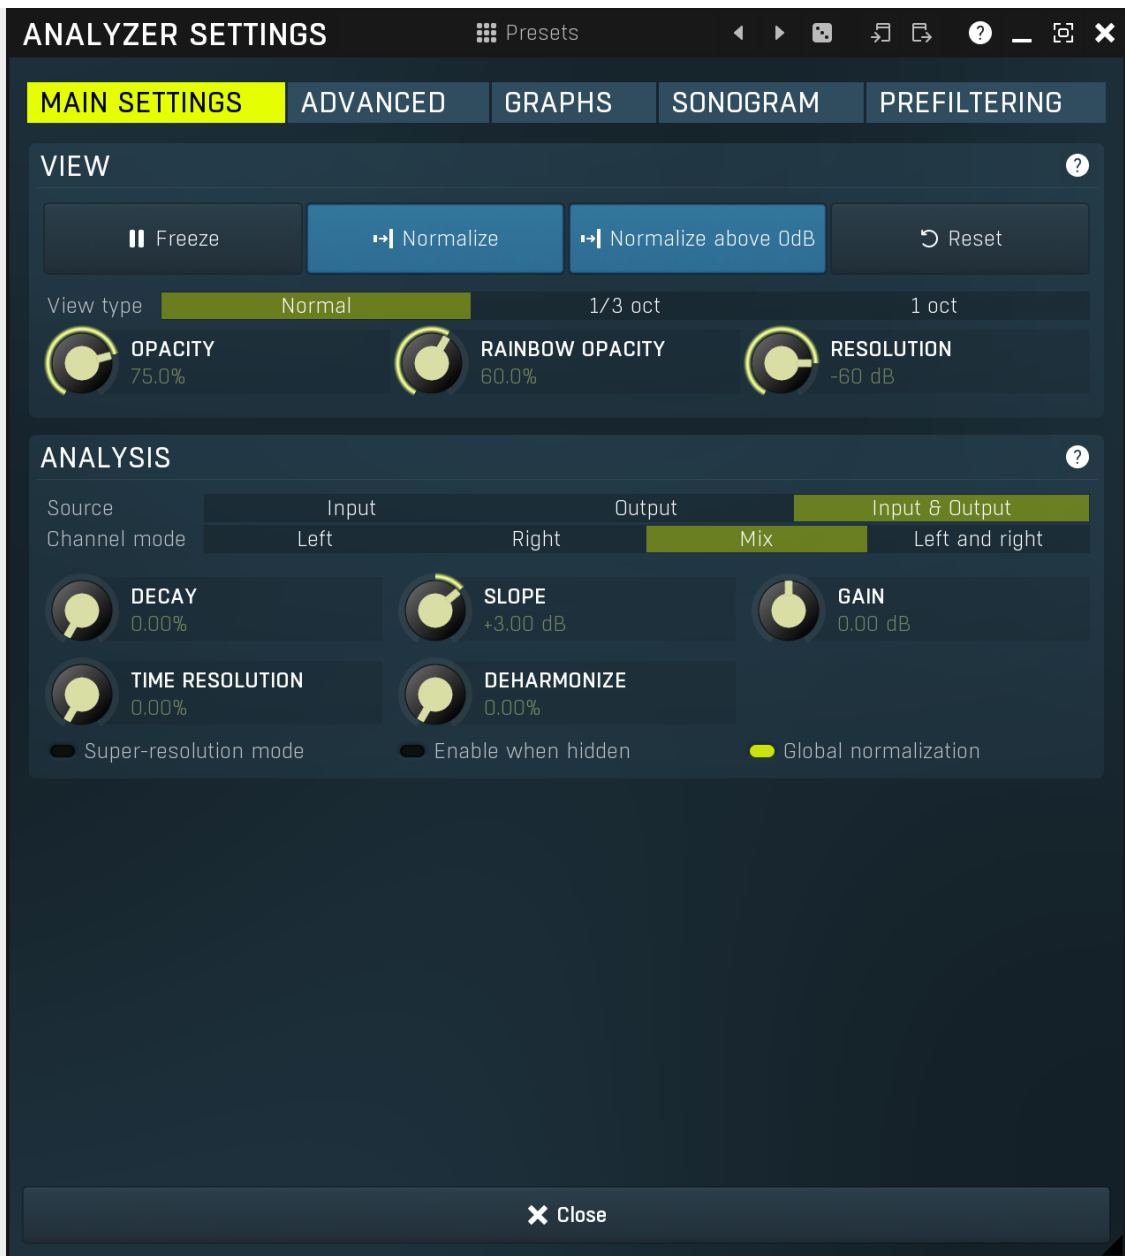 ANALYZER SETTINGS Presets ?
MAIN SETTINGS ADVANCED GRAPHS SONOGRAM PREFILTERING
VIEW ?
Freeze Normalize Normalize above 0dB Reset
View type Normal 1/3 oct 1 oct
OPACITY RAINBOW OPACITY RESOLUTION
75.0% 60.0% -60 dB
ANALYSIS ?
Source Input Output Input & Output
Channel mode Left Right Mix Left and right
DECAY SLOPE GAIN
0.00% +3.00 dB 0.00 dB
TIME RESOLUTION DEHARMONIZE
0.00% 0.00%
Super-resolution mode Enable when hidden Global normalization
Close